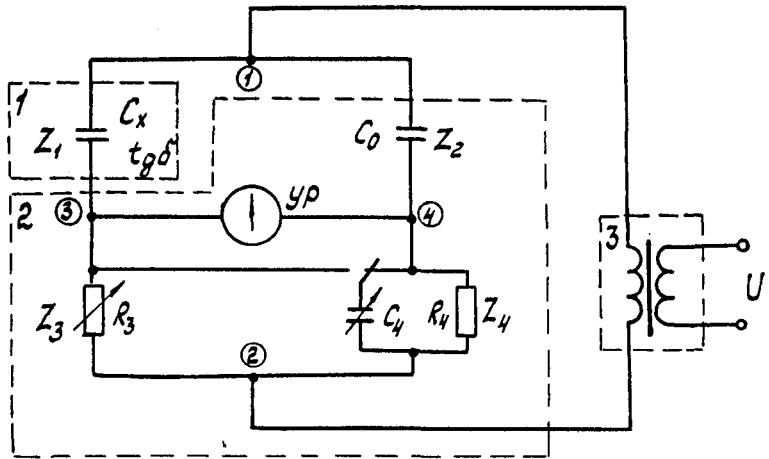 ①
1
Cₓ
Z₁
tgδ
C₀
Z₂
2
③
УР
④
3
U
Z₃
R₃
C₄
R₄
Z₄
②